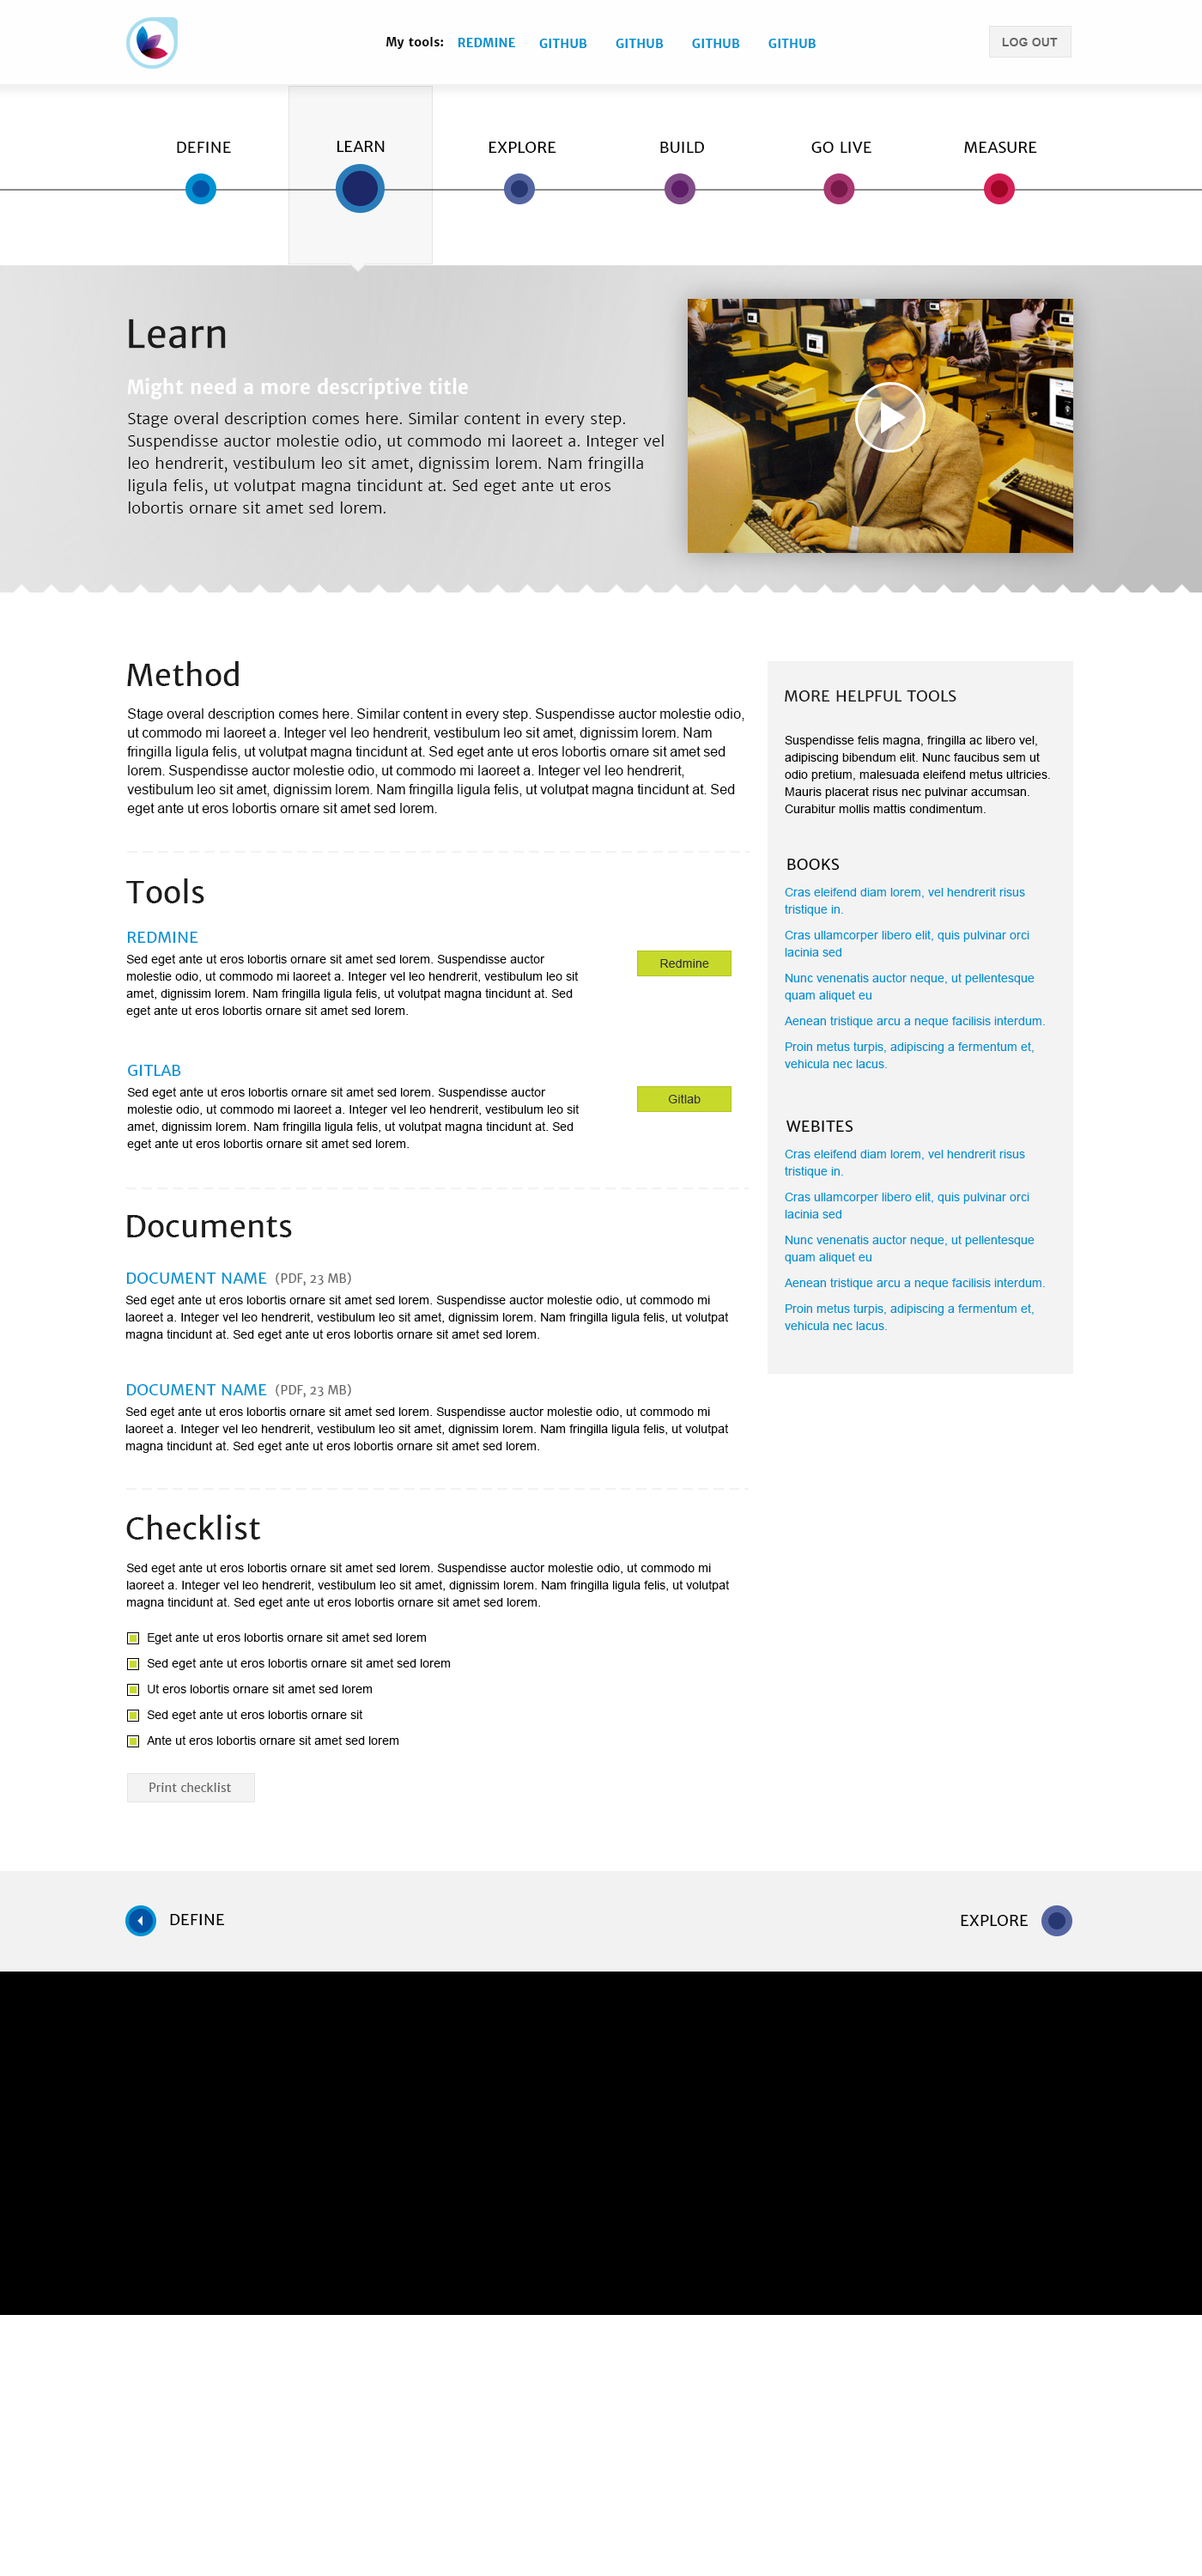 My tools: REDMINE GITHUB GITHUB GITHUB GITHUB
LOG OUT
DEFINE
LEARN
EXPLORE
BUILD
GO LIVE
MEASURE
Learn
Might need a more descriptive title
Stage overal description comes here. Similar content in every step.
Suspendisse auctor molestie odio, ut commodo mi laoreet a. Integer vel
leo hendrerit, vestibulum leo sit amet, dignissim lorem. Nam fringilla
ligula felis, ut volutpat magna tincidunt at. Sed eget ante ut eros
lobortis ornare sit amet sed lorem.
Method
Stage overal description comes here. Similar content in every step. Suspendisse auctor molestie odio,
ut commodo mi laoreet a. Integer vel leo hendrerit, vestibulum leo sit amet, dignissim lorem. Nam
fringilla ligula felis, ut volutpat magna tincidunt at. Sed eget ante ut eros lobortis ornare sit amet sed
lorem. Suspendisse auctor molestie odio, ut commodo mi laoreet a. Integer vel leo hendrerit,
vestibulum leo sit amet, dignissim lorem. Nam fringilla ligula felis, ut volutpat magna tincidunt at. Sed
eget ante ut eros lobortis ornare sit amet sed lorem.
Tools
REDMINE
Sed eget ante ut eros lobortis ornare sit amet sed lorem. Suspendisse auctor
molestie odio, ut commodo mi laoreet a. Integer vel leo hendrerit, vestibulum leo sit
amet, dignissim lorem. Nam fringilla ligula felis, ut volutpat magna tincidunt at. Sed
eget ante ut eros lobortis ornare sit amet sed lorem.
Redmine
GITLAB
Sed eget ante ut eros lobortis ornare sit amet sed lorem. Suspendisse auctor
molestie odio, ut commodo mi laoreet a. Integer vel leo hendrerit, vestibulum leo sit
amet, dignissim lorem. Nam fringilla ligula felis, ut volutpat magna tincidunt at. Sed
eget ante ut eros lobortis ornare sit amet sed lorem.
Gitlab
Documents
DOCUMENT NAME (PDF, 23 MB)
Sed eget ante ut eros lobortis ornare sit amet sed lorem. Suspendisse auctor molestie odio, ut commodo mi
laoreet a. Integer vel leo hendrerit, vestibulum leo sit amet, dignissim lorem. Nam fringilla ligula felis, ut volutpat
magna tincidunt at. Sed eget ante ut eros lobortis ornare sit amet sed lorem.
DOCUMENT NAME (PDF, 23 MB)
Sed eget ante ut eros lobortis ornare sit amet sed lorem. Suspendisse auctor molestie odio, ut commodo mi
laoreet a. Integer vel leo hendrerit, vestibulum leo sit amet, dignissim lorem. Nam fringilla ligula felis, ut volutpat
magna tincidunt at. Sed eget ante ut eros lobortis ornare sit amet sed lorem.
Checklist
Sed eget ante ut eros lobortis ornare sit amet sed lorem. Suspendisse auctor molestie odio, ut commodo mi
laoreet a. Integer vel leo hendrerit, vestibulum leo sit amet, dignissim lorem. Nam fringilla ligula felis, ut volutpat
magna tincidunt at. Sed eget ante ut eros lobortis ornare sit amet sed lorem.
Eget ante ut eros lobortis ornare sit amet sed lorem
Sed eget ante ut eros lobortis ornare sit amet sed lorem
Ut eros lobortis ornare sit amet sed lorem
Sed eget ante ut eros lobortis ornare sit
Ante ut eros lobortis ornare sit amet sed lorem
Print checklist
MORE HELPFUL TOOLS
Suspendisse felis magna, fringilla ac libero vel,
adipiscing bibendum elit. Nunc faucibus sem ut
odio pretium, malesuada eleifend metus ultricies.
Mauris placerat risus nec pulvinar accumsan.
Curabitur mollis mattis condimentum.
BOOKS
Cras eleifend diam lorem, vel hendrerit risus
tristique in.
Cras ullamcorper libero elit, quis pulvinar orci
lacinia sed
Nunc venenatis auctor neque, ut pellentesque
quam aliquet eu
Aenean tristique arcu a neque facilisis interdum.
Proin metus turpis, adipiscing a fermentum et,
vehicula nec lacus.
WEBITES
Cras eleifend diam lorem, vel hendrerit risus
tristique in.
Cras ullamcorper libero elit, quis pulvinar orci
lacinia sed
Nunc venenatis auctor neque, ut pellentesque
quam aliquet eu
Aenean tristique arcu a neque facilisis interdum.
Proin metus turpis, adipiscing a fermentum et,
vehicula nec lacus.
DEFINE
EXPLORE